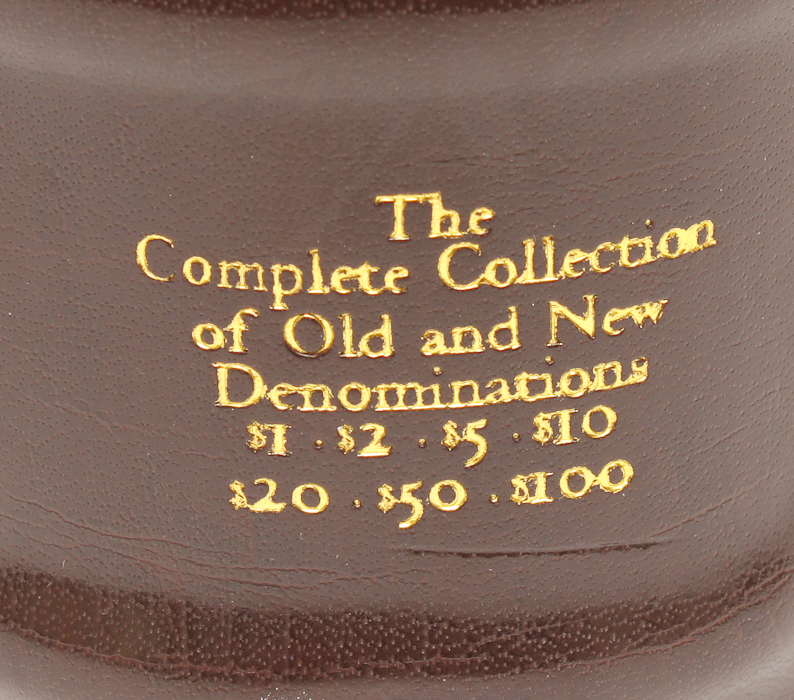 The
Complete Collection
of Old and New
Denominations
$1 · $2 · $5 · $10
$20 · $50 · $100